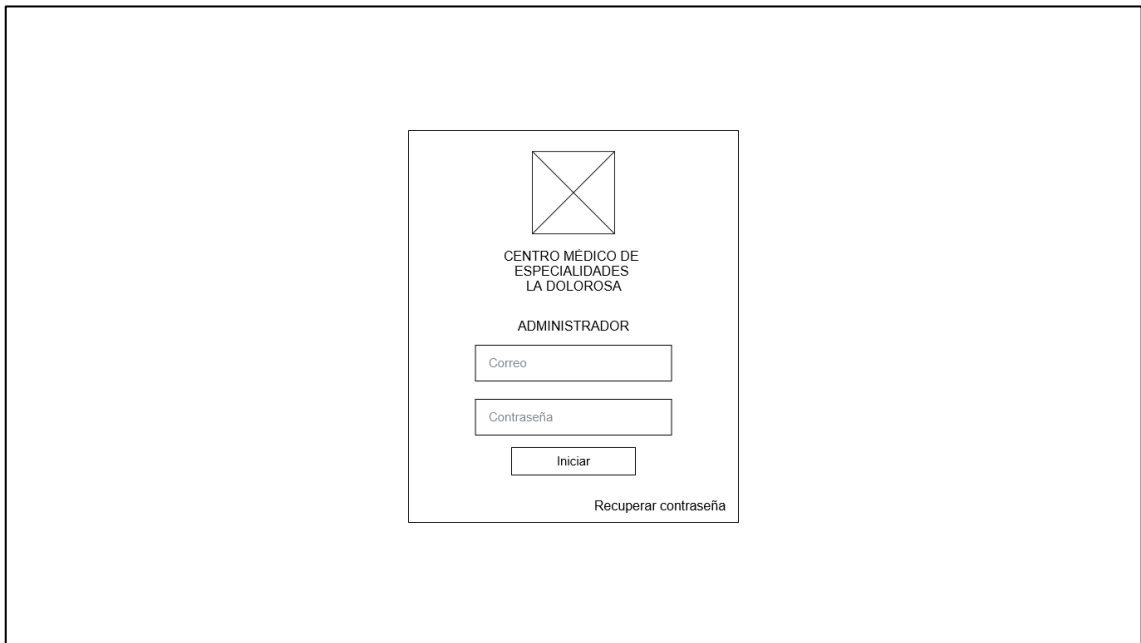 CENTRO MÉDICO DE
ESPECIALIDADES
LA DOLOROSA
ADMINISTRADOR
Correo
Contraseña
Iniciar
Recuperar contraseña